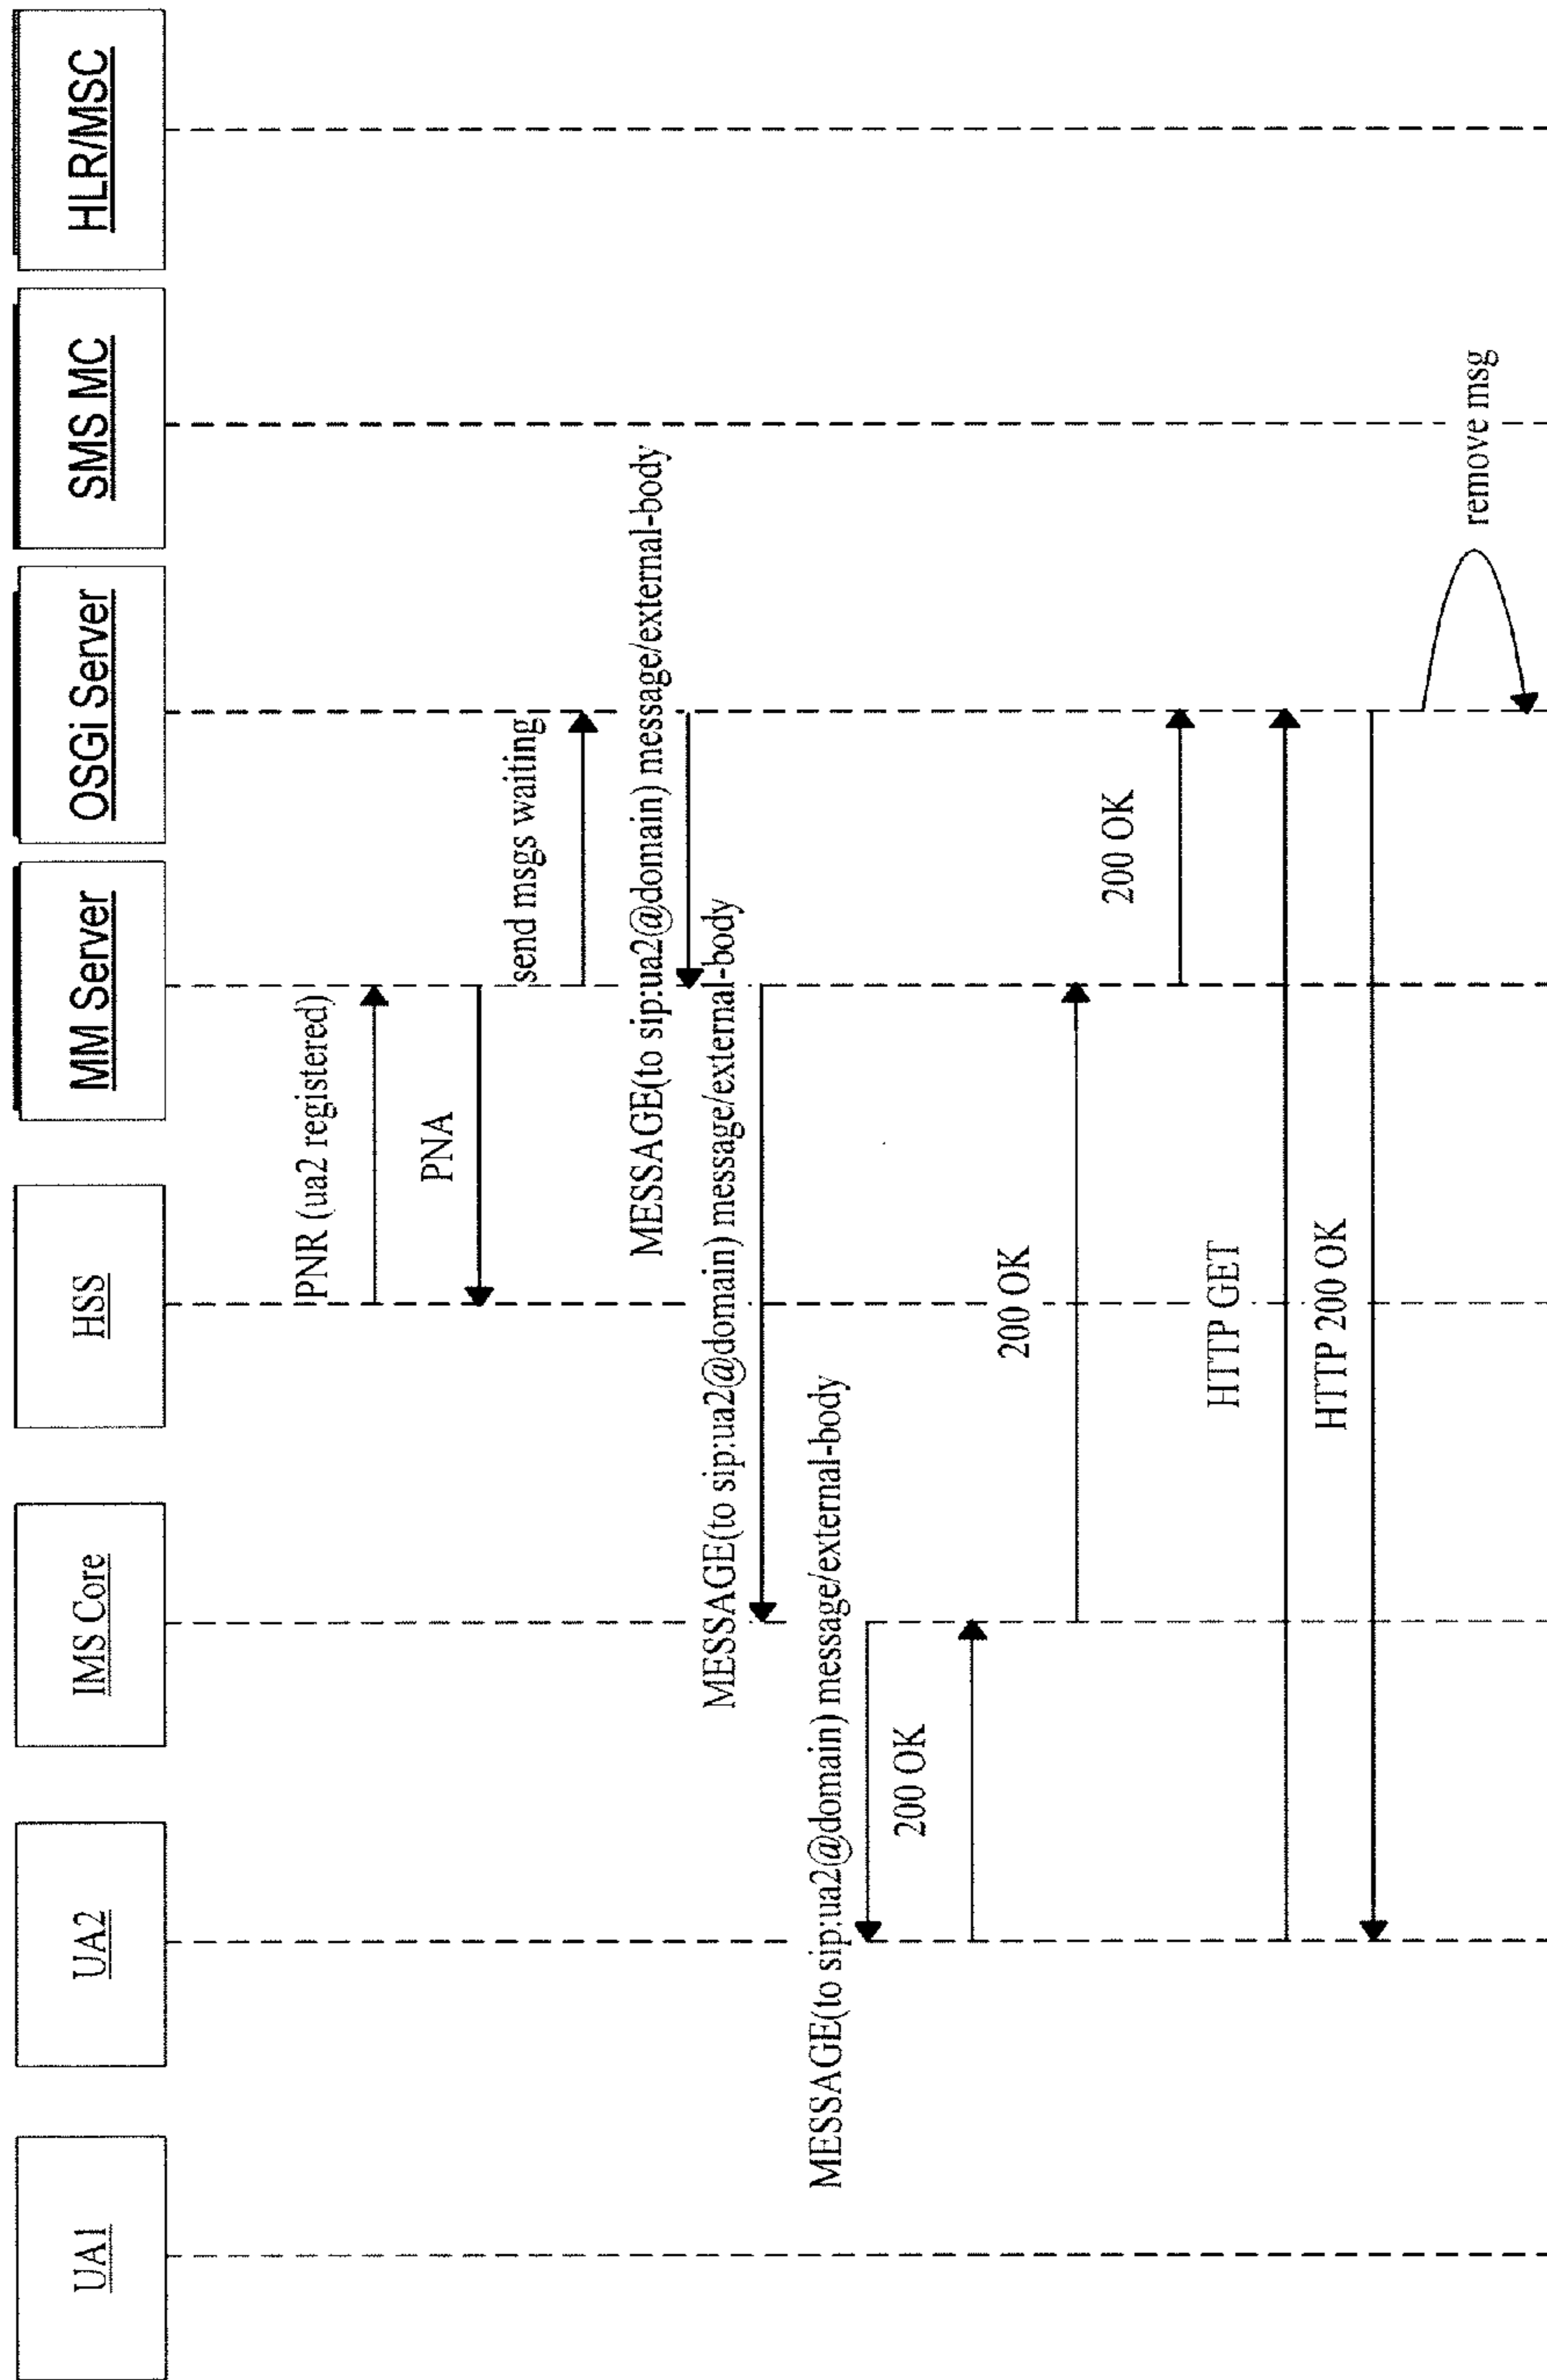 UA1
UA2
IMS Core
HSS
MM Server
OSGi Server
SMS MC
HLR/MSC
PNR (ua2 registered)
PNA
send msgs waiting
MESSAGE(to sip:ua2@domain) message/external-body
MESSAGE(to sip:ua2@domain) message/external-body
MESSAGE(to sip:ua2@domain) message/external-body
200 OK
200 OK
200 OK
HTTP GET
HTTP 200 OK
remove msg